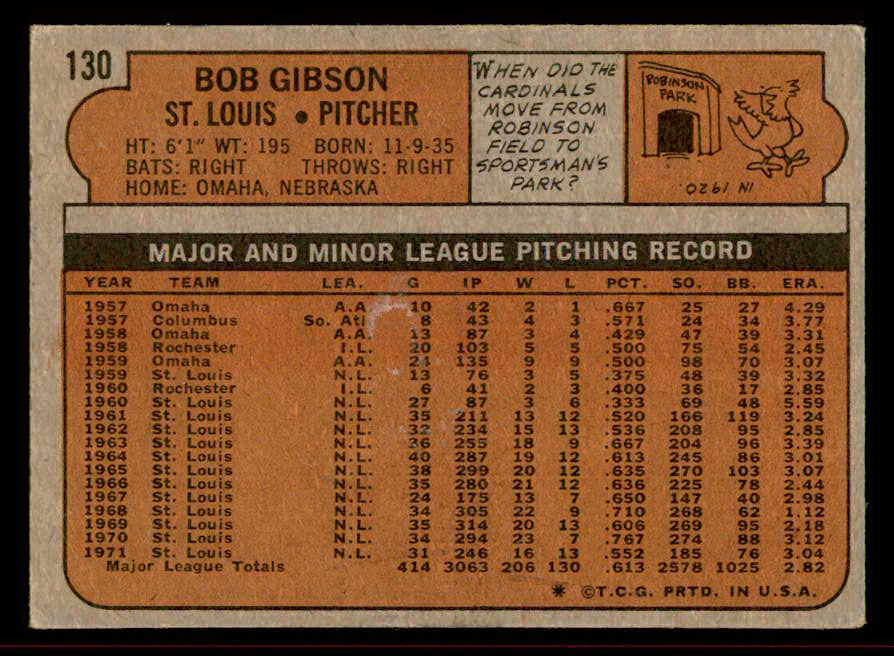 130
BOB GIBSON
ST. LOUIS • PITCHER
HT: 6'1" WT: 195 BORN: 11-9-35
BATS: RIGHT THROWS: RIGHT
HOME: OMAHA, NEBRASKA
WHEN DID THE
CARDINALS
MOVE FROM
ROBINSON
FIELD TO
SPORTSMAN'S
PARK?
ROBINSON
PARK
IN 1920.
MAJOR AND MINOR LEAGUE PITCHING RECORD
YEAR TEAM LEA. G IP W L PCT. SO. BB. ERA.
1957 Omaha A.A. 10 42 2 1 .667 25 27 4.29
1957 Columbus So. Atl 8 43 4 3 .571 24 34 3.77
1958 Omaha A.A. 13 87 3 4 .429 47 39 3.31
1958 Rochester I.L. 20 103 5 5 .500 75 54 2.45
1959 Omaha A.A. 24 135 9 9 .500 98 70 3.07
1959 St. Louis N.L. 13 76 3 5 .375 48 39 3.32
1960 Rochester I.L. 6 41 2 3 .400 36 17 2.85
1960 St. Louis N.L. 27 87 3 6 .333 69 48 5.59
1961 St. Louis N.L. 35 211 13 12 .520 166 119 3.24
1962 St. Louis N.L. 32 234 15 13 .536 208 95 2.85
1963 St. Louis N.L. 36 255 18 9 .667 204 96 3.39
1964 St. Louis N.L. 40 287 19 12 .613 245 86 3.01
1965 St. Louis N.L. 38 299 20 12 .635 270 103 3.07
1966 St. Louis N.L. 35 280 21 12 .636 225 78 2.44
1967 St. Louis N.L. 24 175 13 7 .650 147 40 2.98
1968 St. Louis N.L. 34 305 22 9 .710 268 62 1.12
1969 St. Louis N.L. 35 314 20 13 .606 269 95 2.18
1970 St. Louis N.L. 34 294 23 7 .767 274 88 3.12
1971 St. Louis N.L. 31 246 16 13 .552 185 76 3.04
Major League Totals 414 3063 206 130 .613 2578 1025 2.82
* ©T.C.G. PRTD. IN U.S.A.